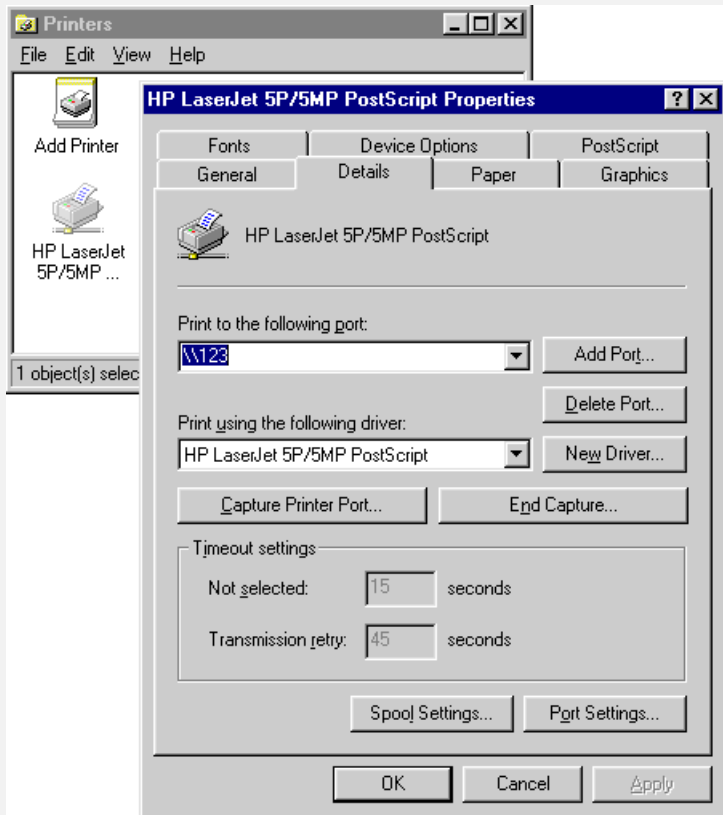 Printers
File Edit View Help
Add Printer
HP LaserJet
5P/5MP ...
1 object(s) selec
HP LaserJet 5P/5MP PostScript Properties
Fonts Device Options PostScript
General Details Paper Graphics
HP LaserJet 5P/5MP PostScript
Print to the following port:
\\123 Add Port...
Delete Port...
Print using the following driver:
HP LaserJet 5P/5MP PostScript New Driver...
Capture Printer Port... End Capture...
Timeout settings
Not selected: 15 seconds
Transmission retry: 45 seconds
Spool Settings... Port Settings...
OK Cancel Apply